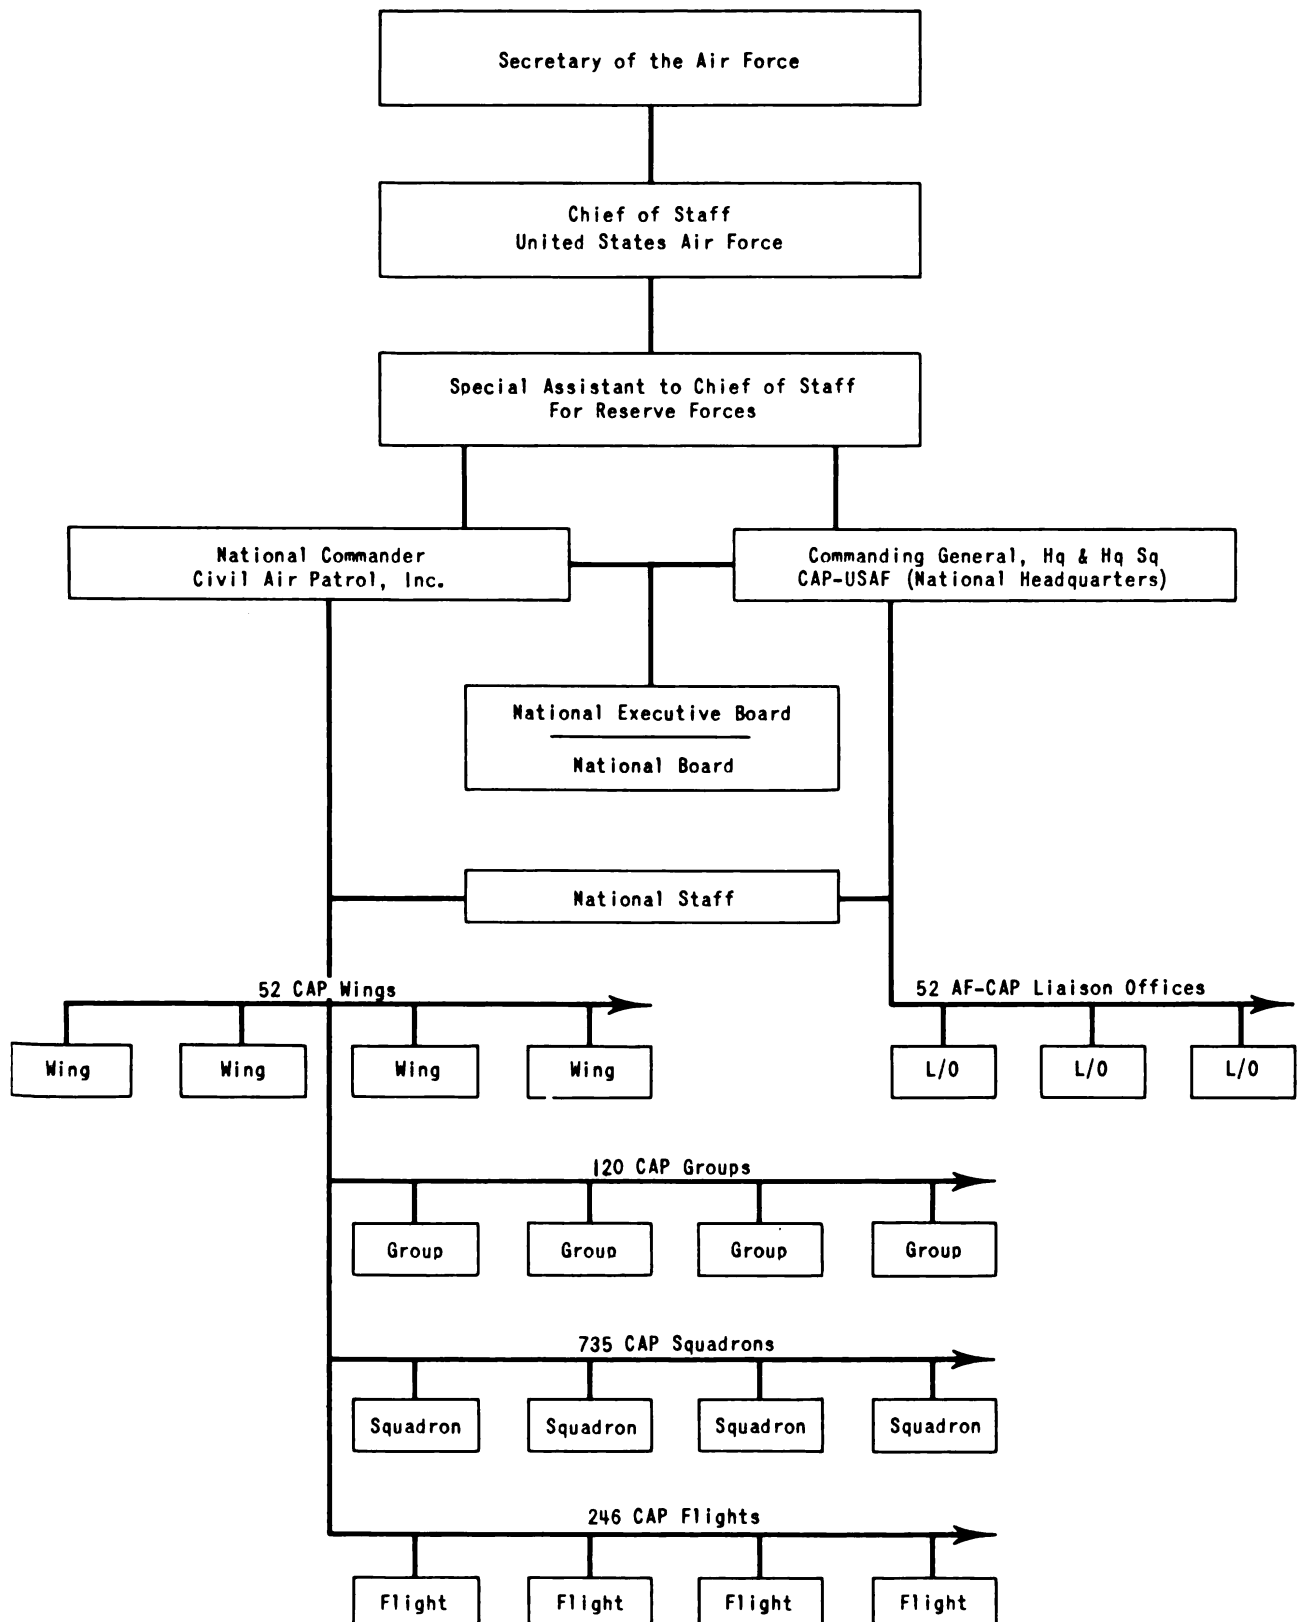 Secretary of the Air Force
Chief of Staff
United States Air Force
Special Assistant to Chief of Staff
For Reserve Forces
National Commander
Civil Air Patrol, Inc.
Commanding General, Hq & Hq Sq
CAP-USAF (National Headquarters)
National Executive Board
National Board
National Staff
52 CAP Wings
52 AF-CAP Liaison Offices
Wing
Wing
Wing
Wing
L/O
L/O
L/O
120 CAP Groups
Group
Group
Group
Group
735 CAP Squadrons
Squadron
Squadron
Squadron
Squadron
246 CAP Flights
Flight
Flight
Flight
Flight